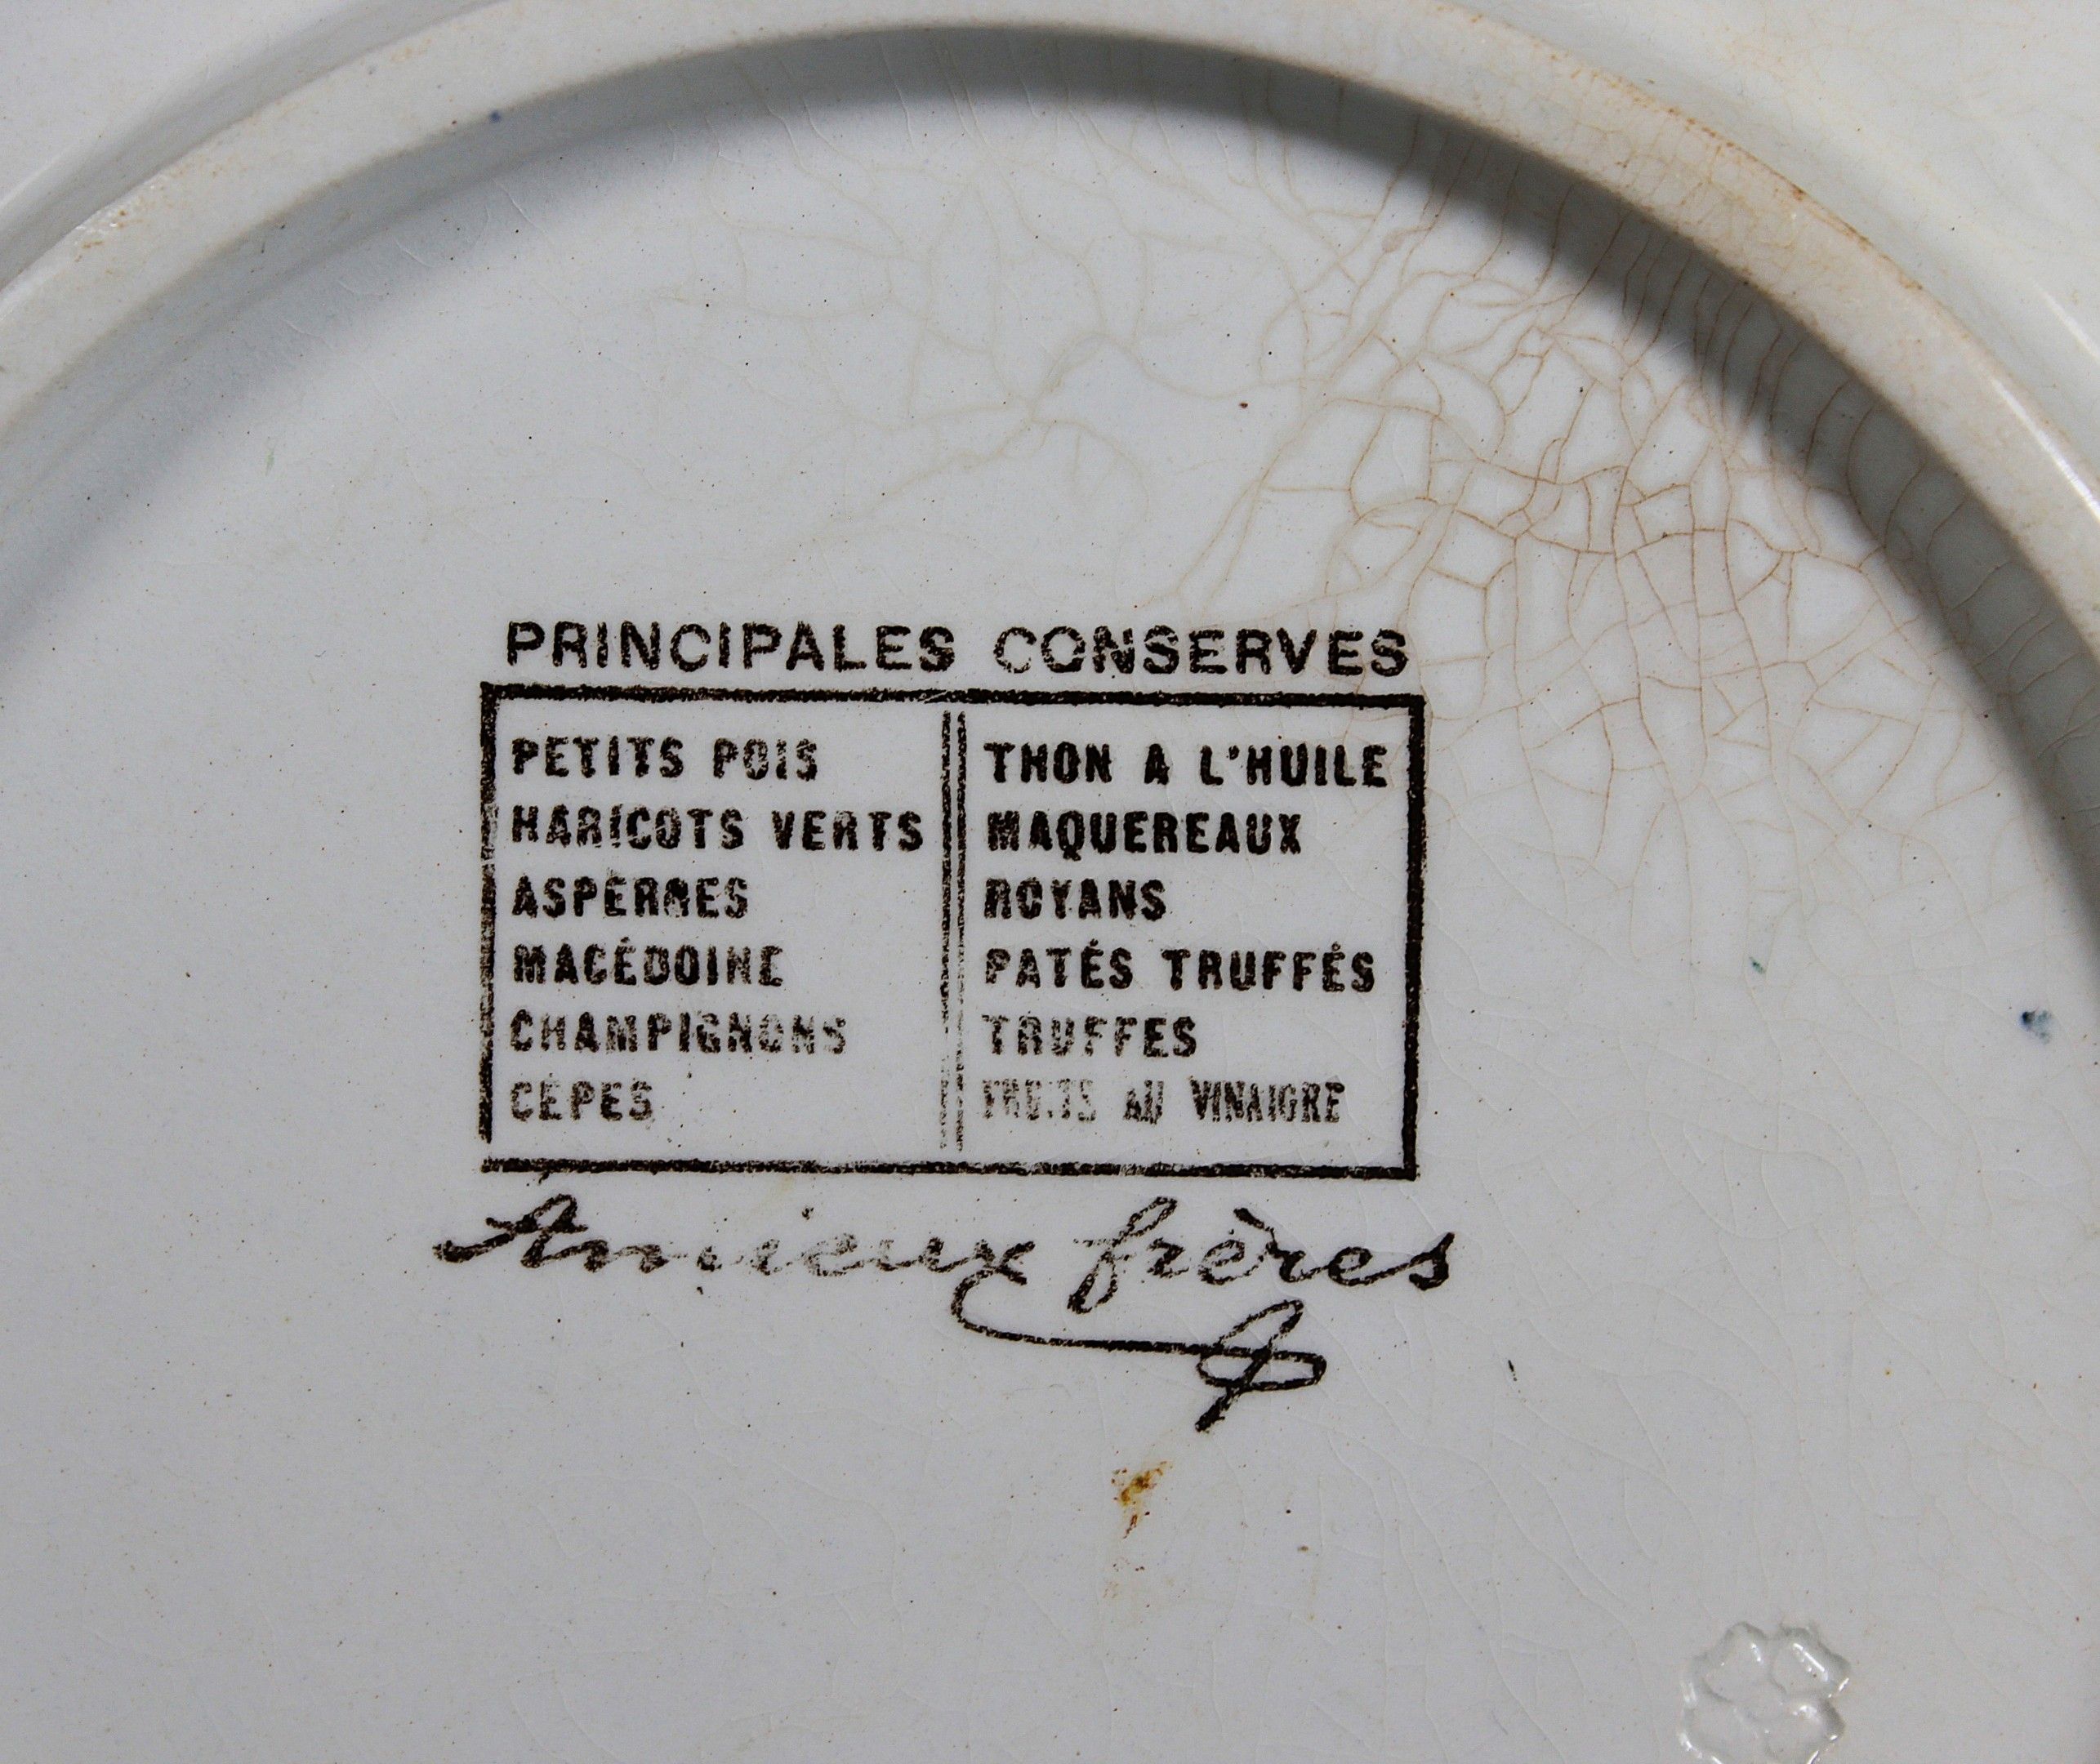 PRINCIPALES CONSERVES
PETITS POIS
HARICOTS VERTS
ASPERGES
MACÉDOINE
CHAMPIGNONS
CÈPES
THON A L'HUILE
MAQUEREAUX
ROYANS
PATÉS TRUFFÉS
TRUFFES
FRUITS AU VINAIGRE
Amieux frères